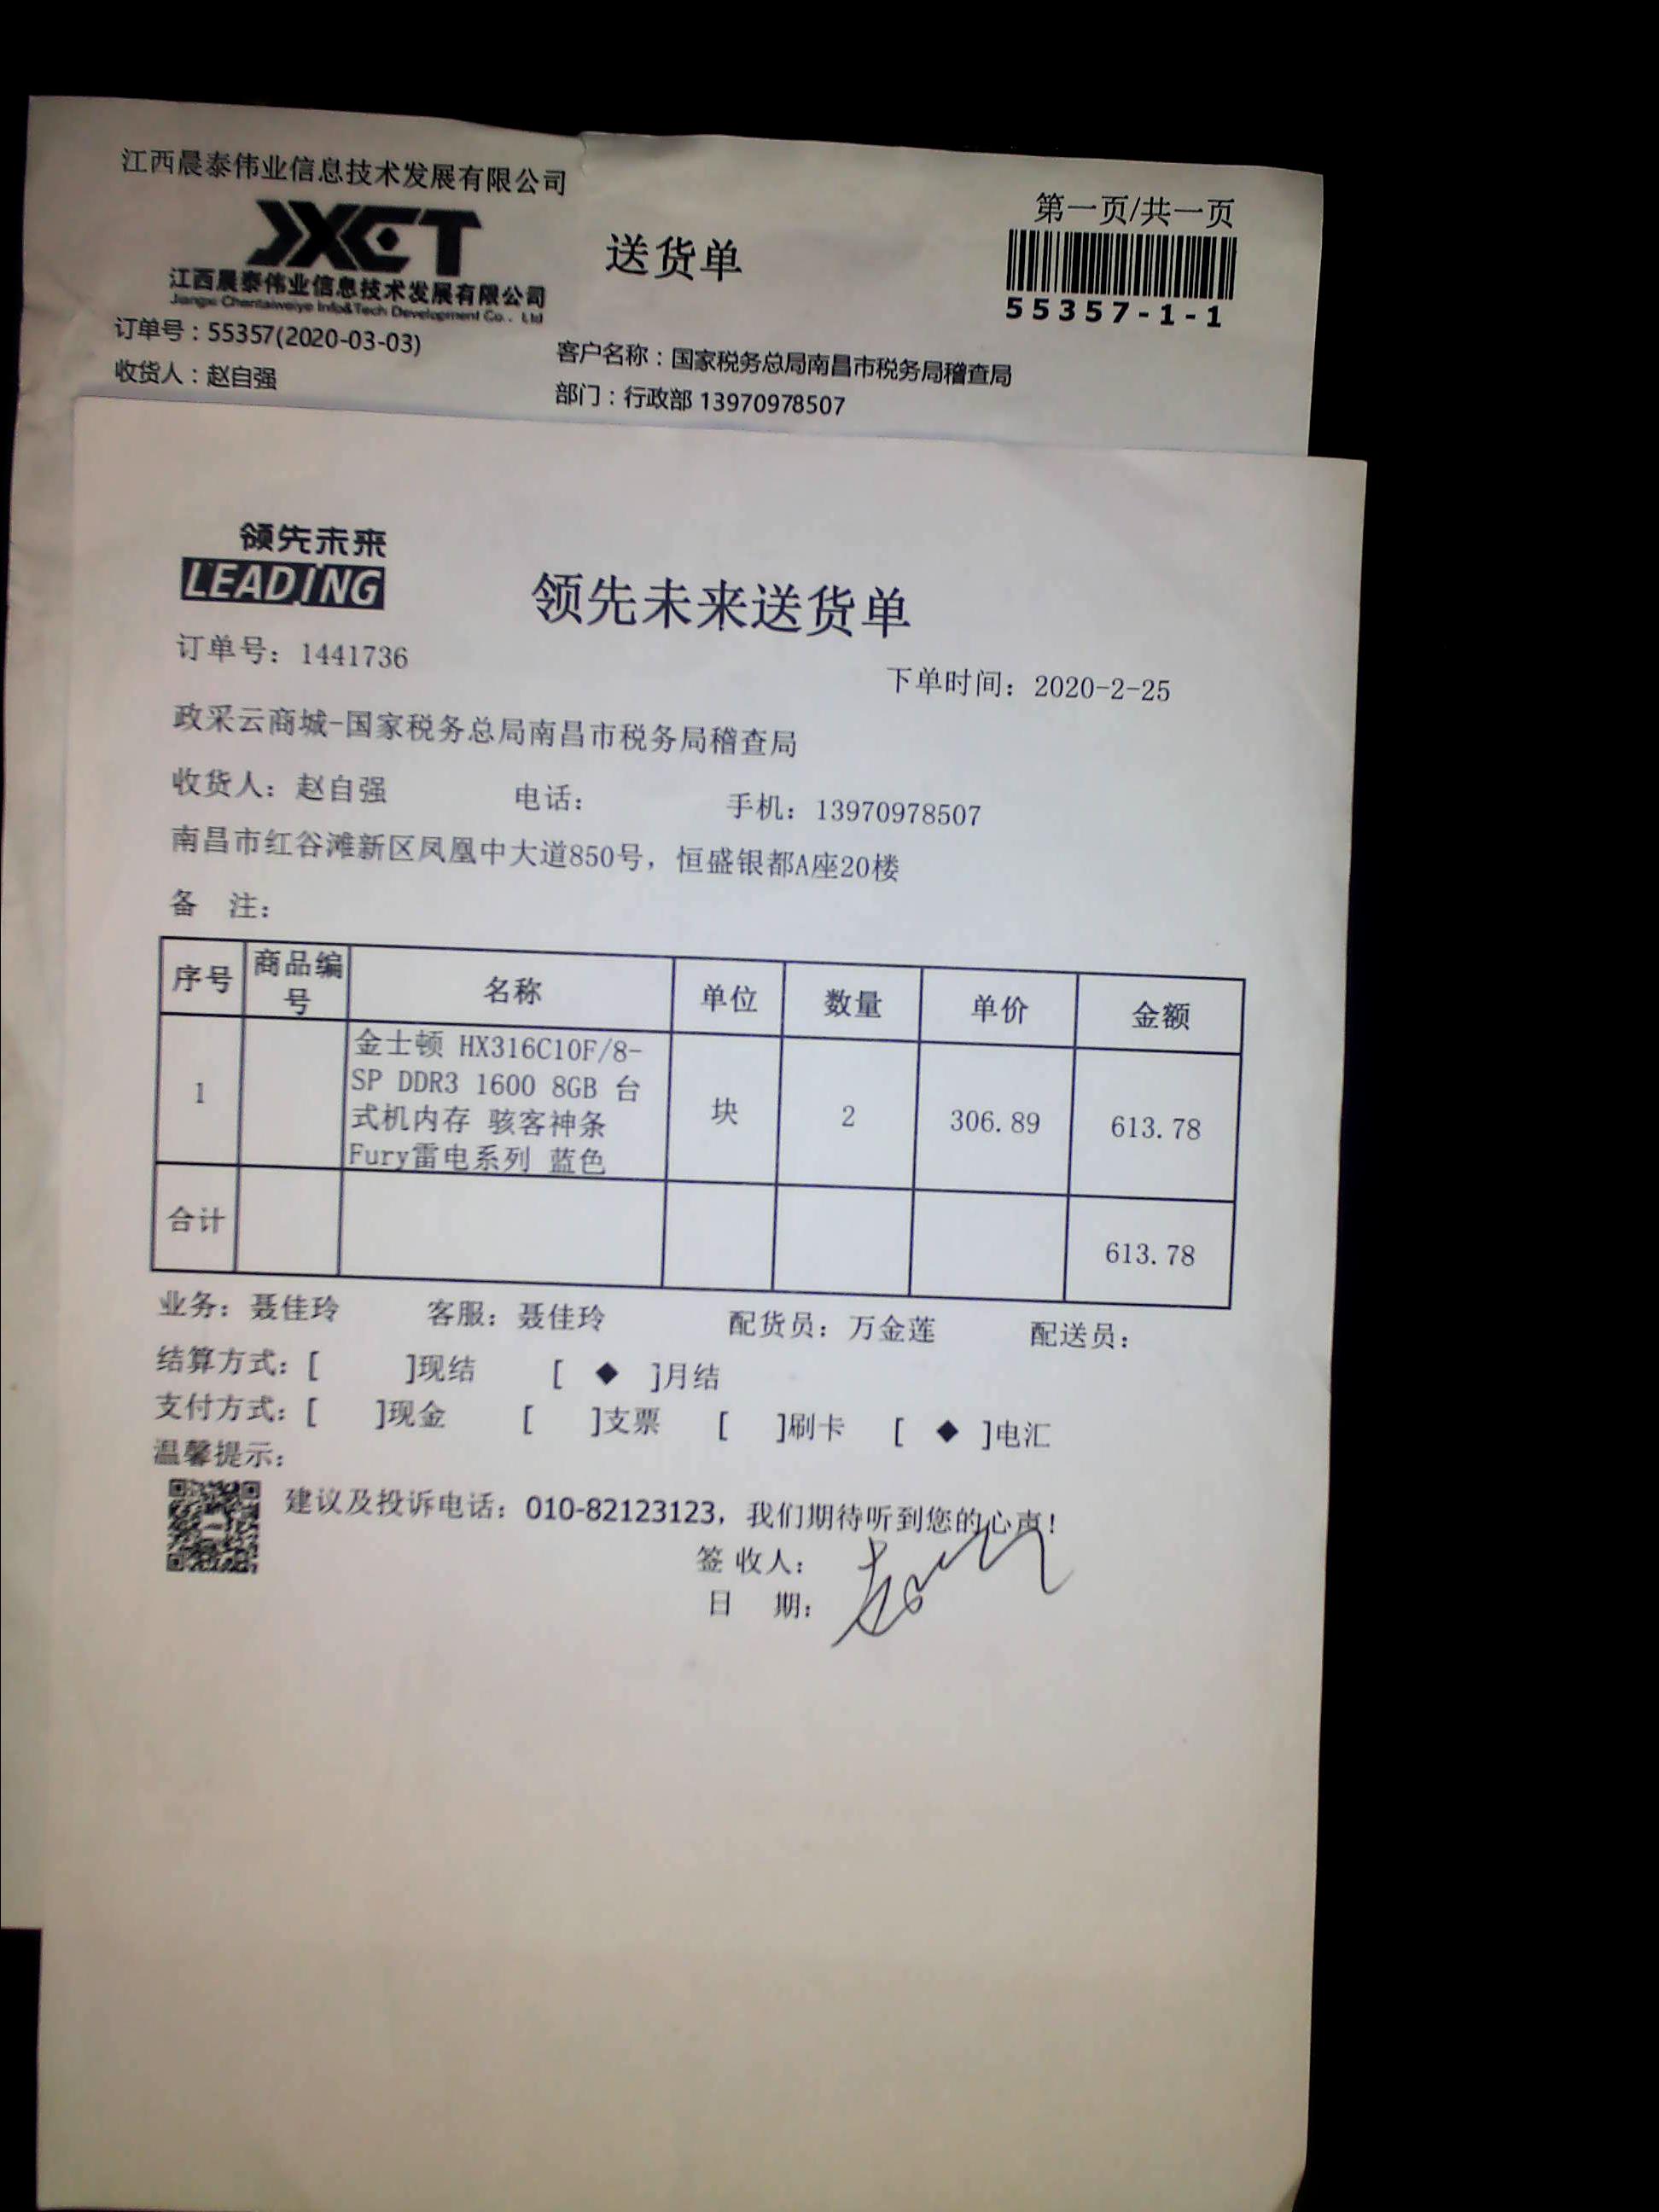 江西晨泰伟业信息技术发展有限公司
第一页/共一页
JXCT
送货单
江西晨泰伟业信息技术发展有限公司
Jiangxi Chentaiweiye Info&Tech Development Co., Ltd
55357-1-1
订单号：55357(2020-03-03)
客户名称：国家税务总局南昌市税务局稽查局
收货人：赵自强
部门：行政部 13970978507
领先未来
LEADING
领先未来送货单
订单号：1441736
下单时间：2020-2-25
政采云商城-国家税务总局南昌市税务局稽查局
收货人：赵自强 电话： 手机：13970978507
南昌市红谷滩新区凤凰中大道850号，恒盛银都A座20楼
备 注：
序号 商品编号 名称 单位 数量 单价 金额
1 块 2 306.89 613.78
金士顿 HX316C10F/8-
SP DDR3 1600 8GB 台
式机内存 骇客神条
Fury雷电系列 蓝色
合计 613.78
业务：聂佳玲 客服：聂佳玲 配货员：万金莲 配送员：
结算方式：[ ]现结 [ ◆ ]月结
支付方式：[ ]现金 [ ]支票 [ ]刷卡 [ ◆ ]电汇
温馨提示：
建议及投诉电话：010-82123123，我们期待听到您的心声！
签 收人：
日 期：